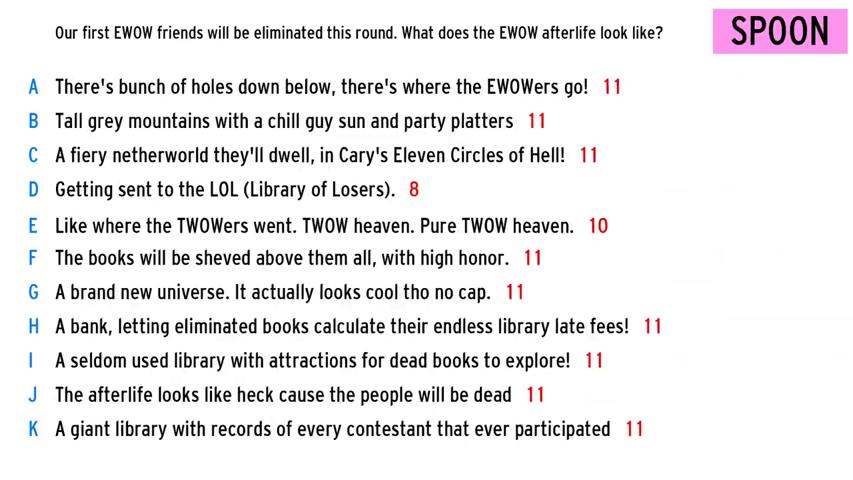 Our first EWOW friends will be eliminated this round. What does the EWOW afterlife look like?
SPOON
A There's bunch of holes down below, there's where the EWOWers go! 11
B Tall grey mountains with a chill guy sun and party platters 11
C A fiery netherworld they'll dwell, in Cary's Eleven Circles of Hell! 11
D Getting sent to the LOL (Library of Losers). 8
E Like where the TWOWers went. TWOW heaven. Pure TWOW heaven. 10
F The books will be sheved above them all, with high honor. 11
G A brand new universe. It actually looks cool tho no cap. 11
H A bank, letting eliminated books calculate their endless library late fees! 11
I A seldom used library with attractions for dead books to explore! 11
J The afterlife looks like heck cause the people will be dead 11
K A giant library with records of every contestant that ever participated 11